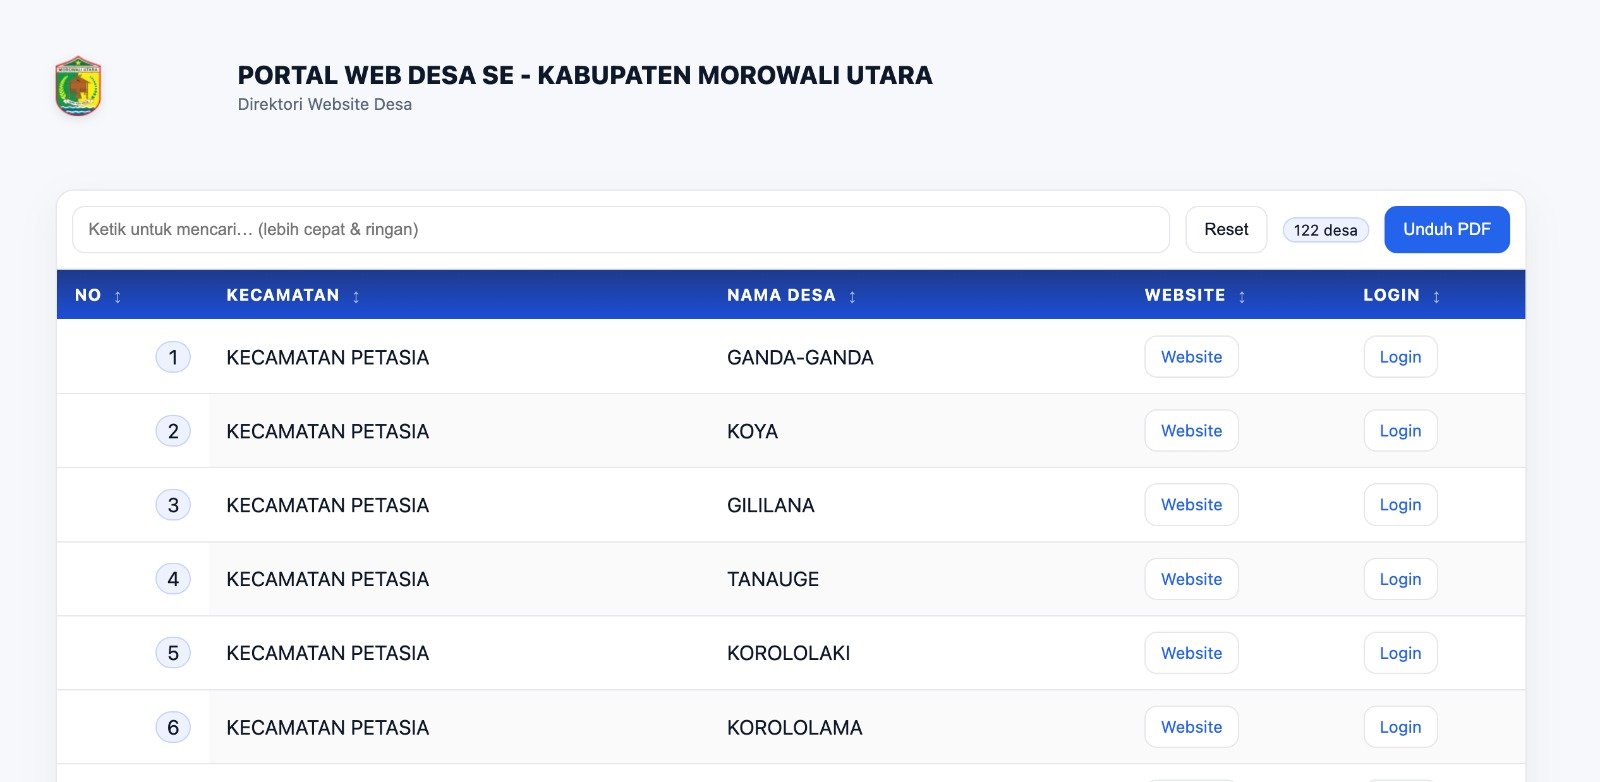 MOROWALI UTARA
PORTAL WEB DESA SE - KABUPATEN MOROWALI UTARA
Direktori Website Desa
Ketik untuk mencari… (lebih cepat & ringan) Reset 122 desa Unduh PDF
NO ↕ KECAMATAN ↕ NAMA DESA ↕ WEBSITE ↕ LOGIN ↕
1 KECAMATAN PETASIA GANDA-GANDA Website Login
2 KECAMATAN PETASIA KOYA Website Login
3 KECAMATAN PETASIA GILILANA Website Login
4 KECAMATAN PETASIA TANAUGE Website Login
5 KECAMATAN PETASIA KOROLOLAKI Website Login
6 KECAMATAN PETASIA KOROLOLAMA Website Login